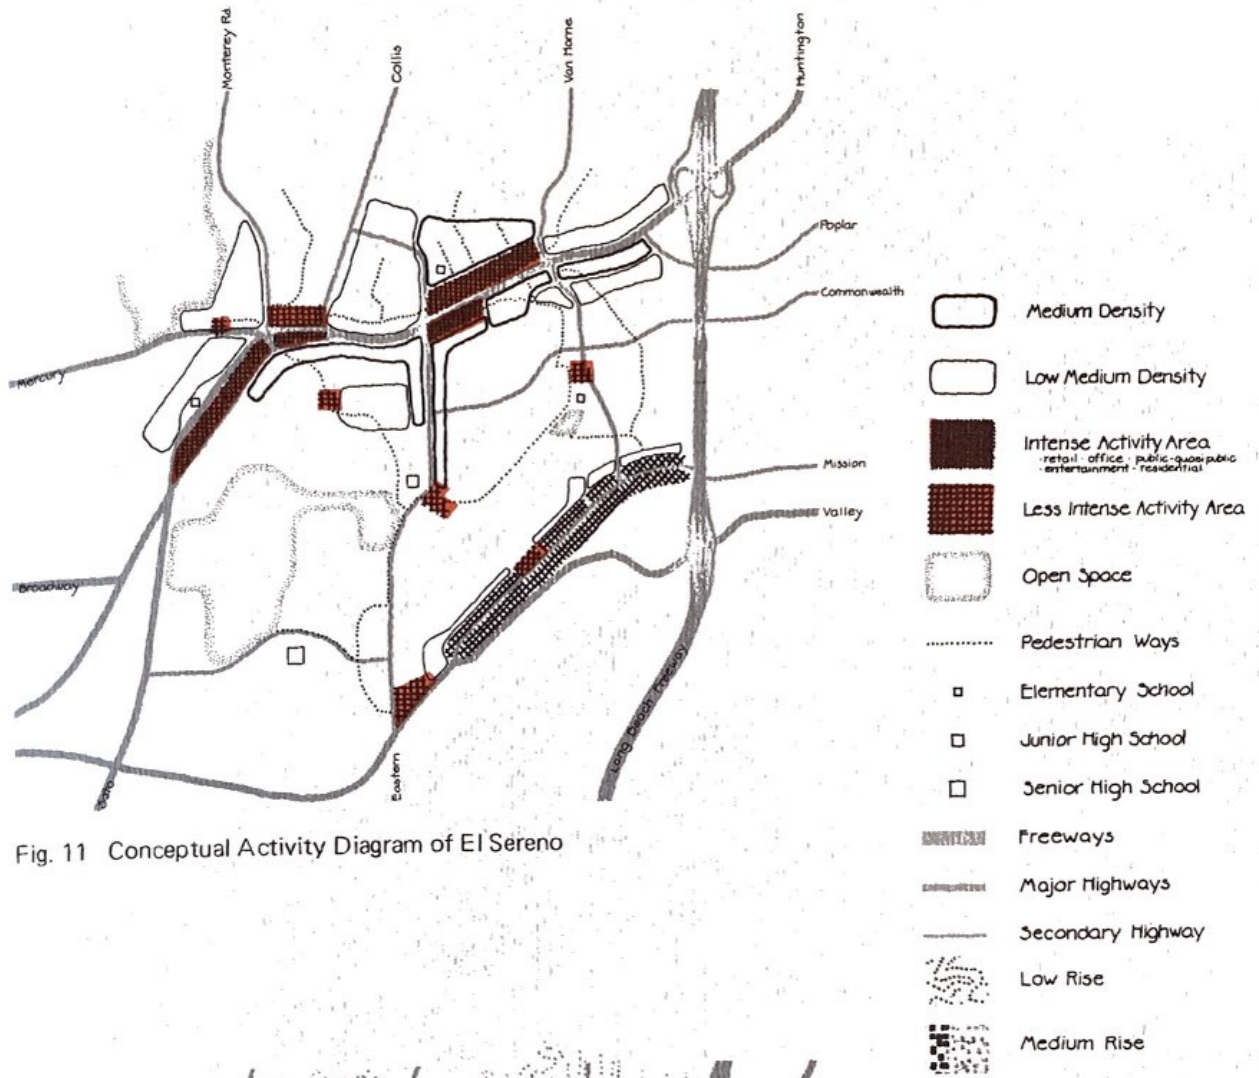 Monterey Rd.
Collis
Van Horne
Huntington
Poplar
Commonwealth
Mercury
Mission
Valley
Broadway
Long Beach Freeway
Soto
Eastern
Fig. 11 Conceptual Activity Diagram of El Sereno
Medium Density
Low Medium Density
Intense Activity Area
· retail · office · public-quasi public
· entertainment · residential
Less Intense Activity Area
Open Space
Pedestrian Ways
Elementary School
Junior High School
Senior High School
Freeways
Major Highways
Secondary Highway
Low Rise
Medium Rise